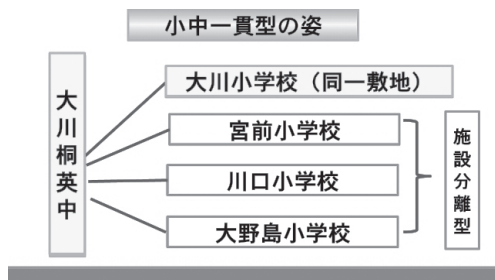 小中一貫型の姿
大川桐英中
大川小学校（同一敷地）
宮前小学校
川口小学校
大野島小学校
施設分離型